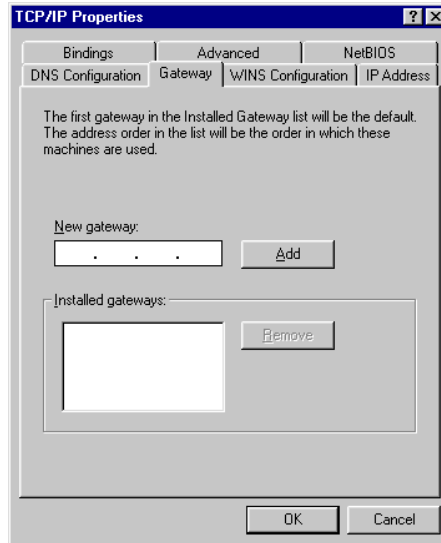 TCP/IP Properties
Bindings Advanced NetBIOS
DNS Configuration Gateway WINS Configuration IP Address
The first gateway in the Installed Gateway list will be the default.
The address order in the list will be the order in which these
machines are used.
New gateway:
. . . Add
Installed gateways:
Remove
OK Cancel